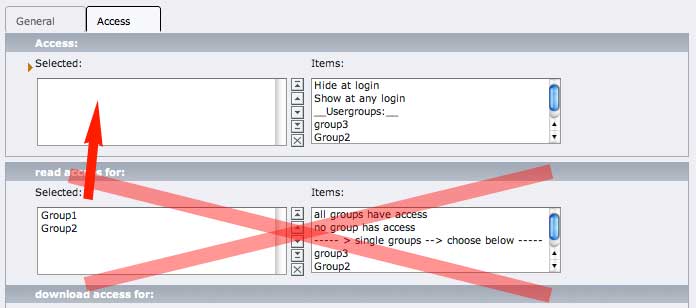 General
Access
Access:
Selected:
Items:
Hide at login
Show at any login
__Usergroups:__
group3
Group2
read access for:
Selected:
Items:
Group1
Group2
all groups have access
no group has access
----- > single groups --> choose below -----
group3
Group2
download access for: